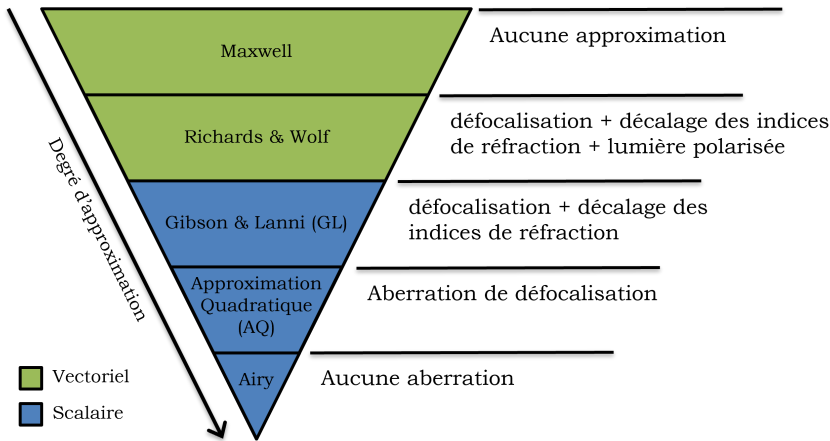 Maxwell
Aucune approximation
Richards & Wolf
défocalisation + décalage des indices
de réfraction + lumière polarisée
Degré d'approximation
Gibson & Lanni (GL)
défocalisation + décalage des
indices de réfraction
Approximation
Quadratique
(AQ)
Aberration de défocalisation
Airy
Aucune aberration
Vectoriel
Scalaire